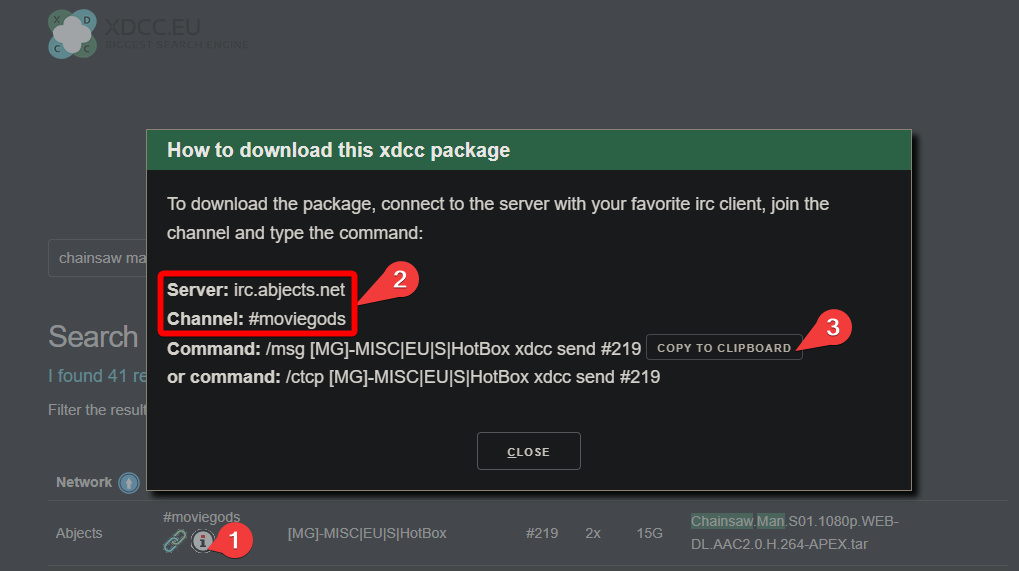 XDCC.EU
BIGGEST SEARCH ENGINE
X D
C C
How to download this xdcc package
To download the package, connect to the server with your favorite irc client, join the
channel and type the command:
chainsaw ma
Server: irc.abjects.net
2
Channel: #moviegods
3
Search
Command: /msg [MG]-MISC|EU|S|HotBox xdcc send #219 COPY TO CLIPBOARD
I found 41 re
or command: /ctcp [MG]-MISC|EU|S|HotBox xdcc send #219
Filter the result
CLOSE
Network
#moviegods
Abjects [MG]-MISC|EU|S|HotBox #219 2x 15G Chainsaw.Man.S01.1080p.WEB-
DL.AAC2.0.H.264-APEX.tar
1